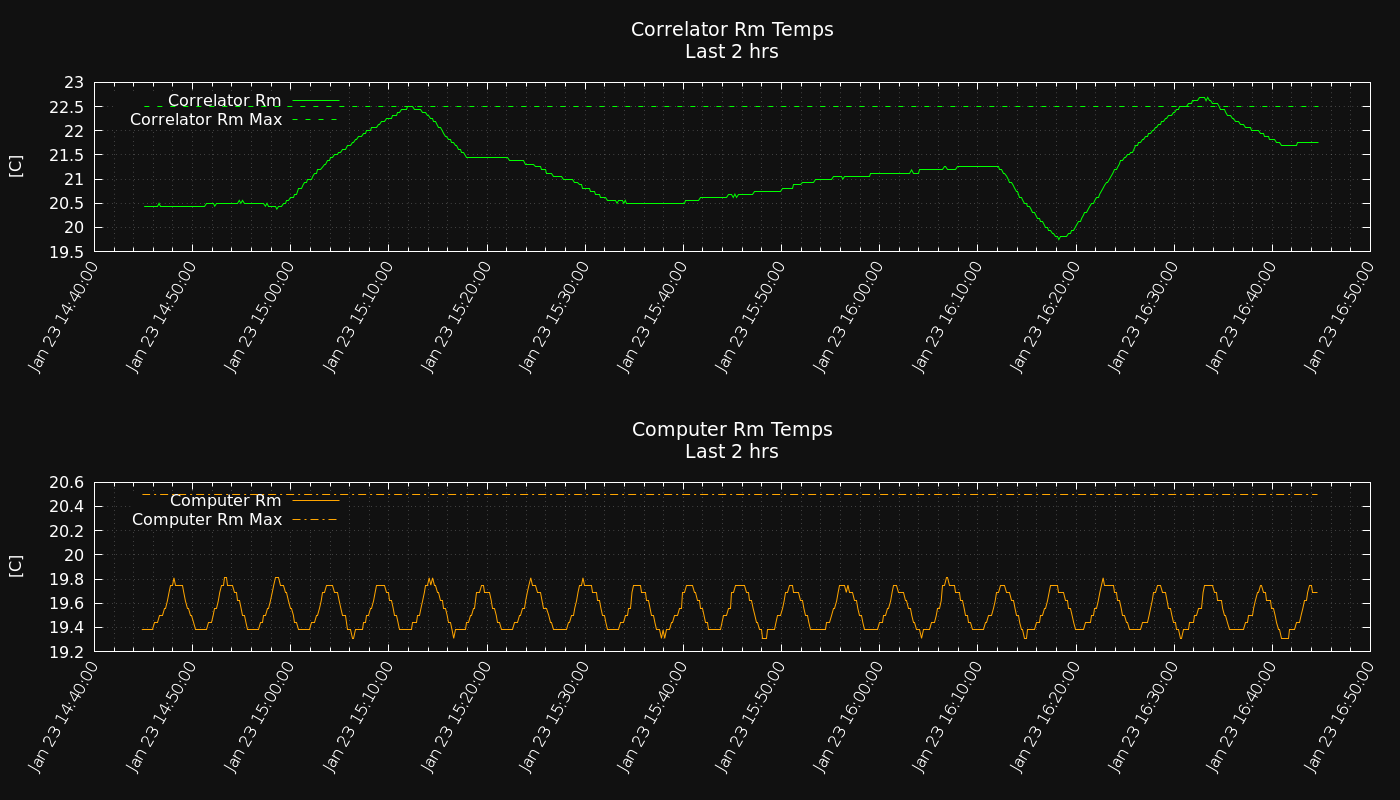 Correlator Rm Temps
Last 2 hrs
[C]
23
22.5
22
21.5
21
20.5
20
19.5
Correlator Rm
Correlator Rm Max
Jan 23 14:40:00
Jan 23 14:50:00
Jan 23 15:00:00
Jan 23 15:10:00
Jan 23 15:20:00
Jan 23 15:30:00
Jan 23 15:40:00
Jan 23 15:50:00
Jan 23 16:00:00
Jan 23 16:10:00
Jan 23 16:20:00
Jan 23 16:30:00
Jan 23 16:40:00
Jan 23 16:50:00
Computer Rm Temps
Last 2 hrs
[C]
20.6
20.4
20.2
20
19.8
19.6
19.4
19.2
Computer Rm
Computer Rm Max
Jan 23 14:40:00
Jan 23 14:50:00
Jan 23 15:00:00
Jan 23 15:10:00
Jan 23 15:20:00
Jan 23 15:30:00
Jan 23 15:40:00
Jan 23 15:50:00
Jan 23 16:00:00
Jan 23 16:10:00
Jan 23 16:20:00
Jan 23 16:30:00
Jan 23 16:40:00
Jan 23 16:50:00